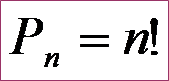 Pₙ = n!